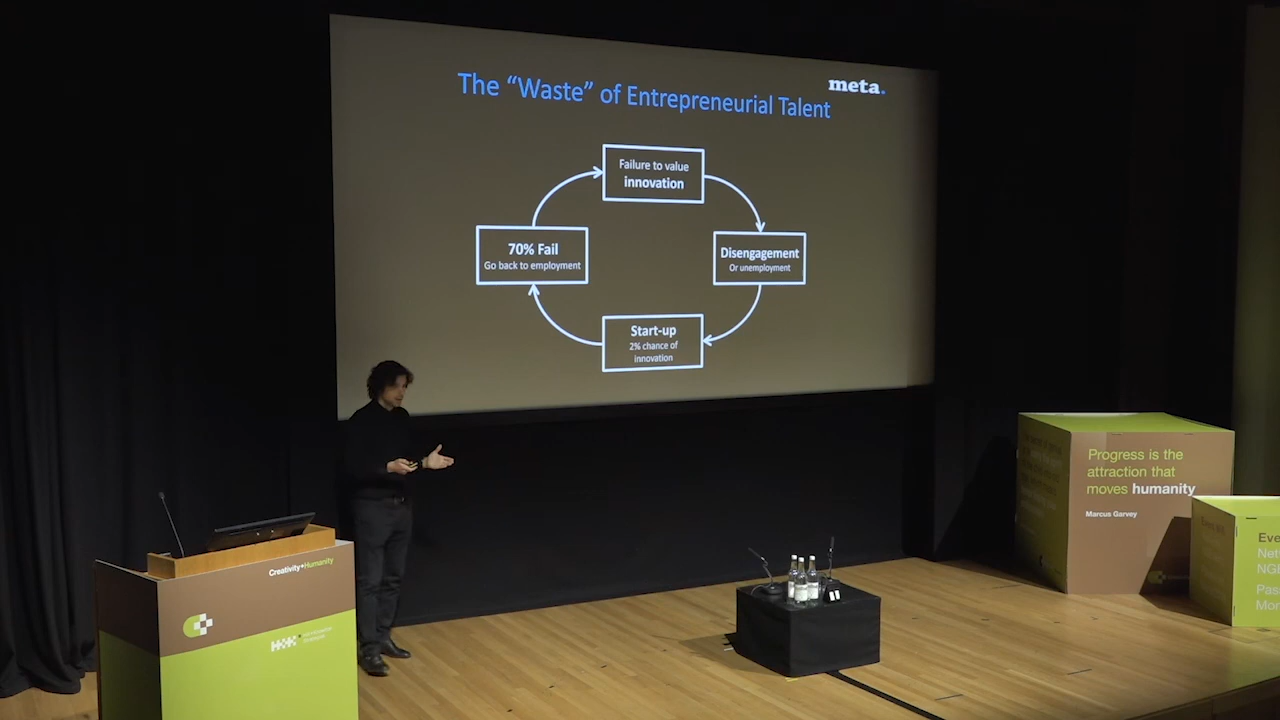 The “Waste” of Entrepreneurial Talent
meta.
Failure to value
innovation
70% Fail
Go back to employment
Disengagement
Or unemployment
Start-up
2% chance of
innovation
Progress is the
attraction that
moves humanity
Marcus Garvey
Creativity+Humanity